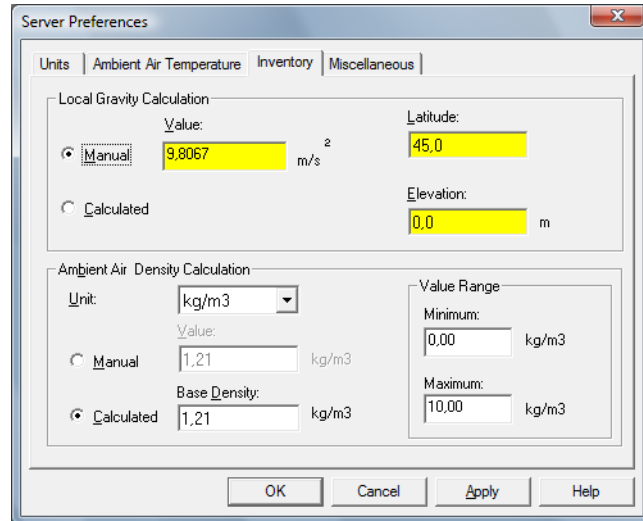 Server Preferences
Units Ambient Air Temperature Inventory Miscellaneous
Local Gravity Calculation
Value:
Latitude:
Manual 9,8067 m/s 2 45,0
Elevation:
Calculated 0,0 m
Ambient Air Density Calculation
Unit: kg/m3
Value Range
Value:
Minimum:
Manual 1,21 kg/m3
0,00 kg/m3
Base Density:
Maximum:
Calculated 1,21 kg/m3
10,00 kg/m3
OK Cancel Apply Help